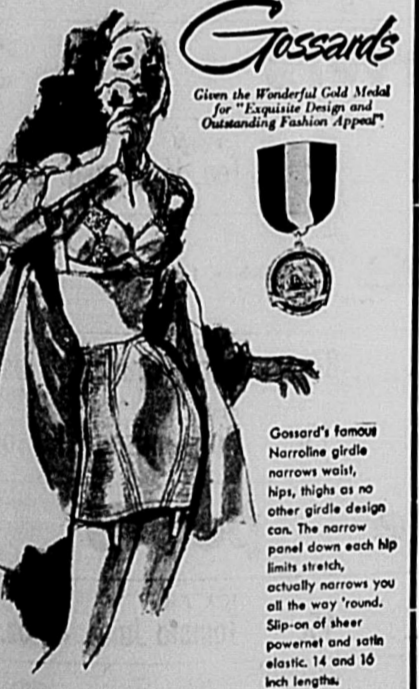 Gossards
Given the Wonderful Gold Medal
for "Exquisite Design and
Outstanding Fashion Appeal".
Gossard's famous
Narroline girdle
narrows waist,
hips, thighs as no
other girdle design
can. The narrow
panel down each hip
limits stretch,
actually narrows you
all the way 'round.
Slip-on of sheer
powernet and satin
elastic. 14 and 16
inch lengths.